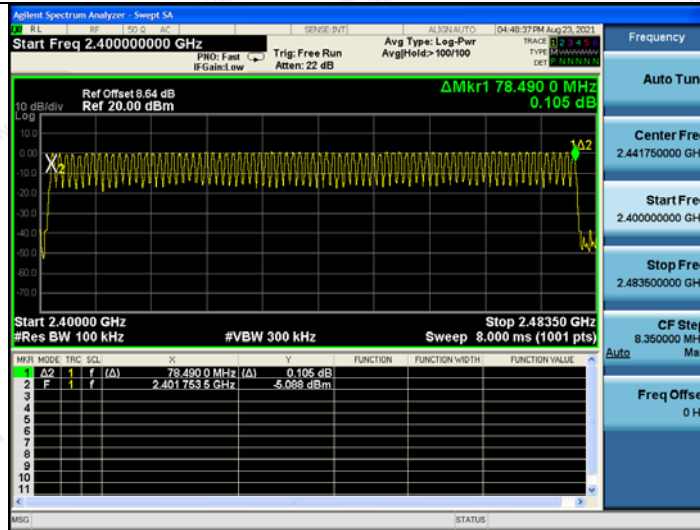 Agilent Spectrum Analyzer - Swept SA
RL RF 50 Ω AC SENSE:INT ALIGN AUTO 04:48:37 PM Aug 23, 2021
Start Freq 2.400000000 GHz
PNO: Fast
IFGain:Low
Trig: Free Run
Atten: 22 dB
Avg Type: Log-Pwr
Avg|Hold:> 100/100
TRACE 1 2 3 4 5 6
TYPE M
DET P N N N N N
ΔMkr1 78.490 0 MHz
0.105 dB
Ref Offset 8.64 dB
10 dB/div Ref 20.00 dBm
Log
10.0
0.00
-10.0
-20.0
-30.0
-40.0
-50.0
-60.0
-70.0
X2
1Δ2
Start 2.40000 GHz Stop 2.48350 GHz
#Res BW 100 kHz #VBW 300 kHz Sweep 8.000 ms (1001 pts)
MKR MODE TRC SCL X Y FUNCTION FUNCTION WIDTH FUNCTION VALUE
1 Δ2 1 f (Δ) 78.490 0 MHz (Δ) 0.105 dB
2 F 1 f 2.401 753 5 GHz -5.088 dBm
3
4
5
6
7
8
9
10
11
MSG STATUS
Frequency
Auto Tun
Center Fre
2.441750000 GH
Start Fre
2.400000000 GH
Stop Fre
2.483500000 GH
CF Step
8.350000 MH
Auto Ma
Freq Offse
0 H